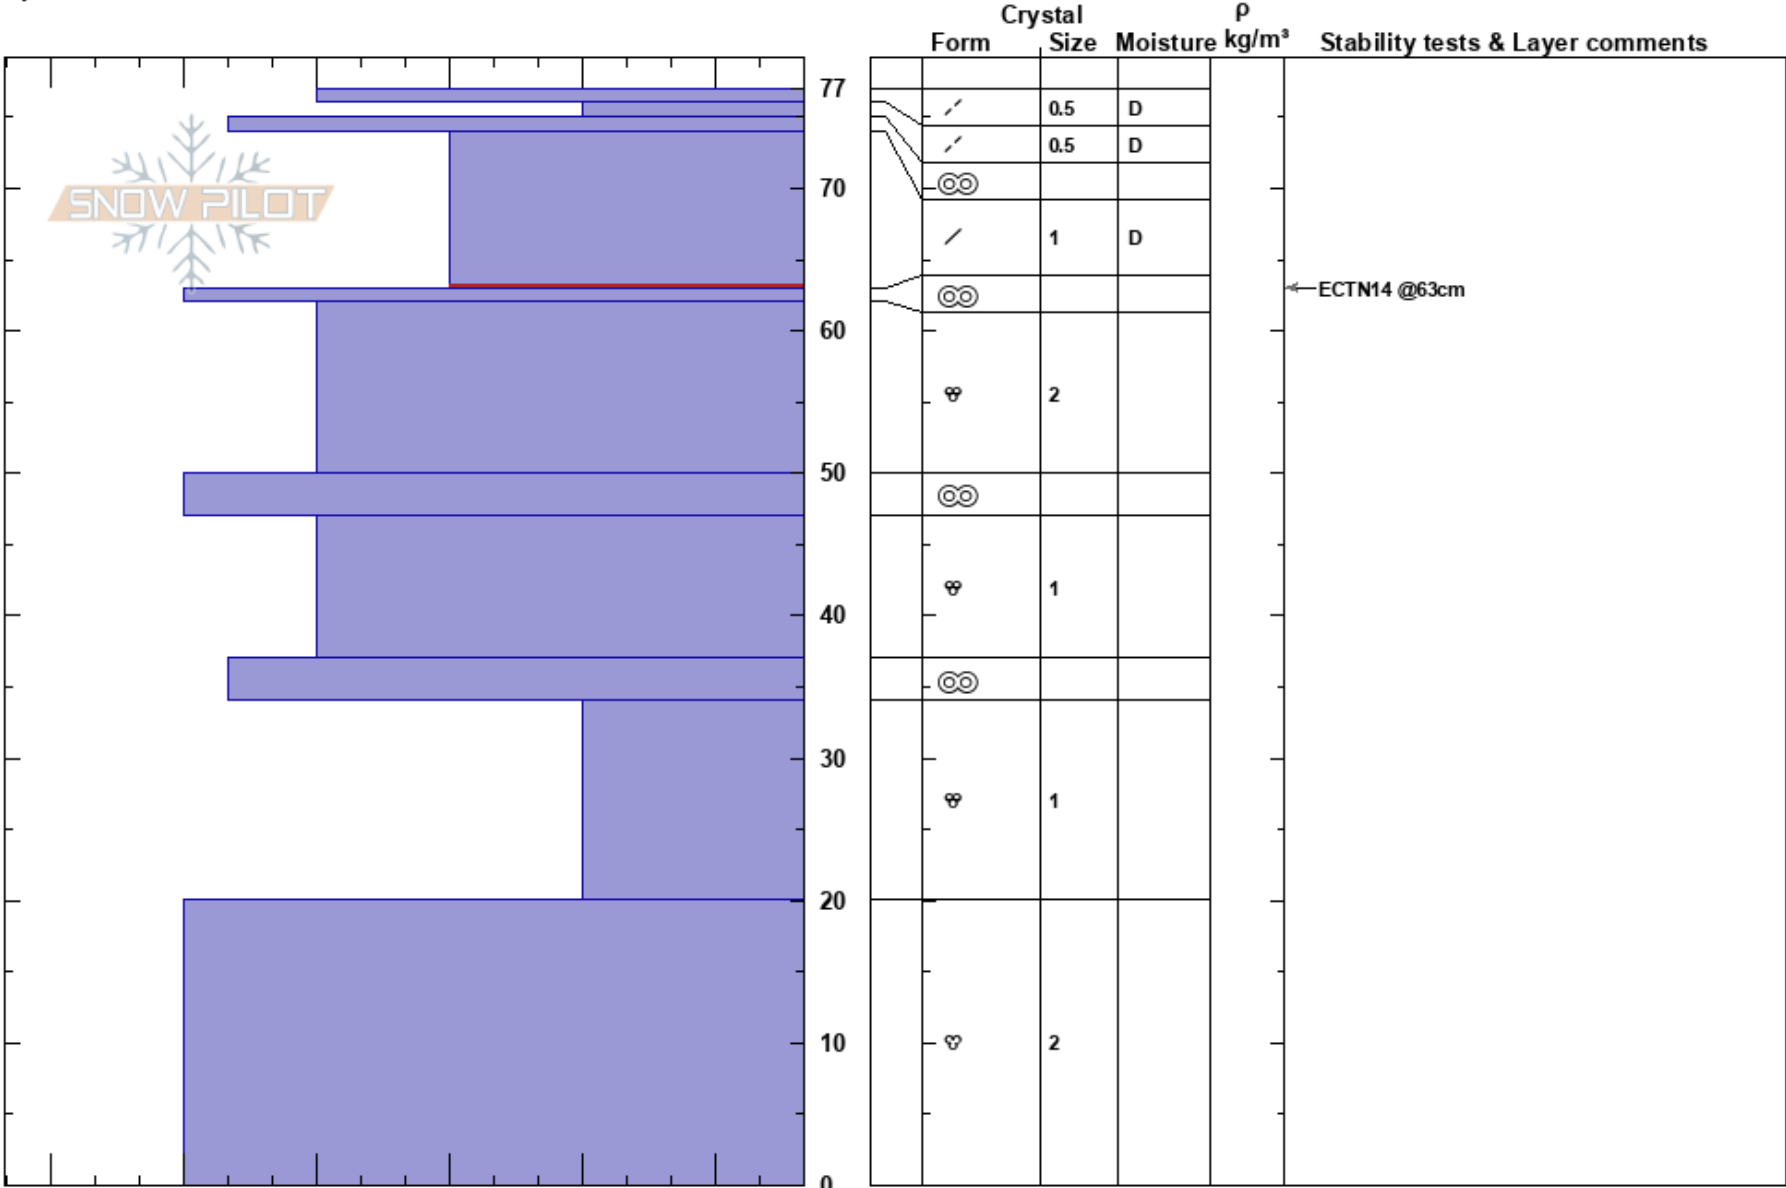 Crystal ρ
Form Size Moisture kg/m³ Stability tests & Layer comments
77
0.5 D
0.5 D
70
SNOW PILOT
1 D
ECTN14 @63cm
60
2
50
1
40
30
1
20
10 2
0